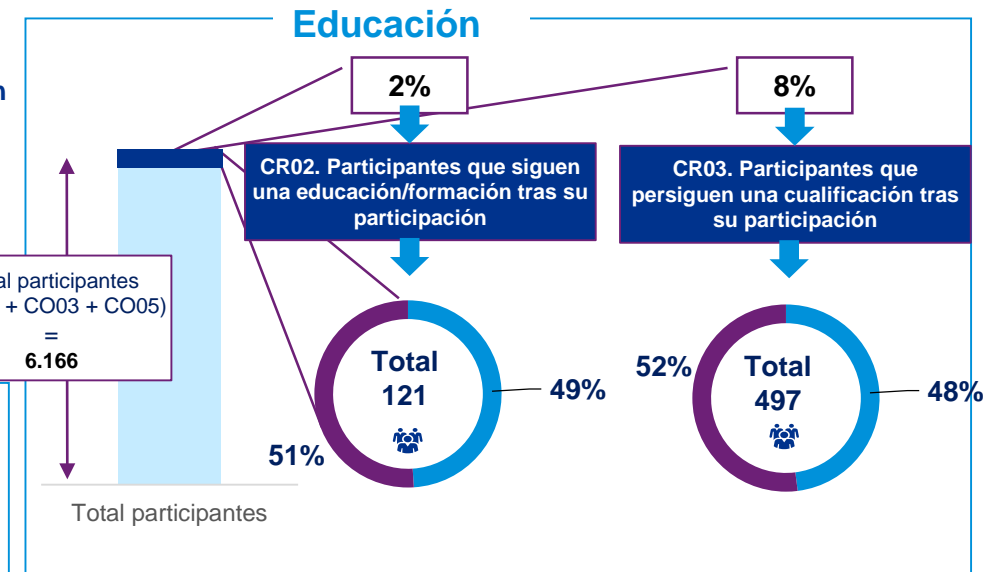 Educación
2%
8%
CR02. Participantes que siguen
una educación/formación tras su
participación
CR03. Participantes que
persiguen una cualificación tras
su participación
participantes
+ CO03 + CO05)
=
6.166
Total
121
49%
51%
Total
497
52%
48%
Total participantes